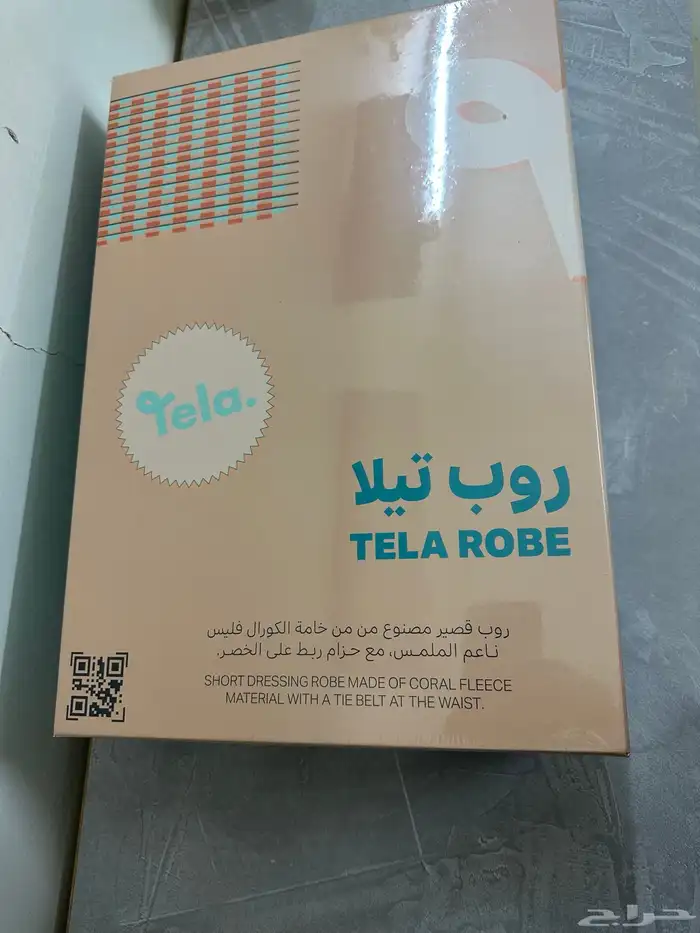 Tela.
روب تيلا
TELA ROBE
روب قصير مصنوع من من خامة الكورال فليس
ناعم الملمس، مع حزام ربط على الخصر.
SHORT DRESSING ROBE MADE OF CORAL FLEECE
MATERIAL WITH A TIE BELT AT THE WAIST.
حراج